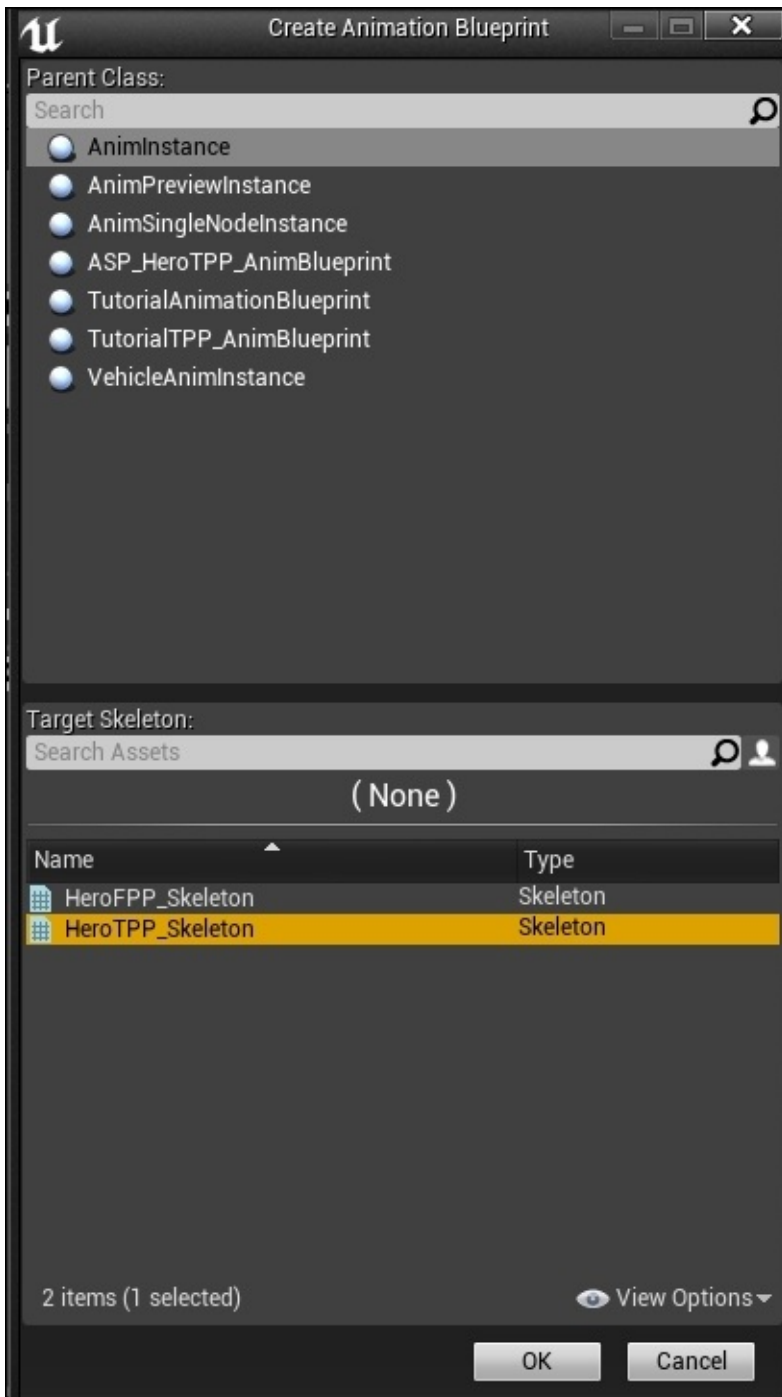 Create Animation Blueprint
Parent Class:
Search
AnimInstance
AnimPreviewInstance
AnimSingleNodeInstance
ASP_HeroTPP_AnimBlueprint
TutorialAnimationBlueprint
TutorialTPP_AnimBlueprint
VehicleAnimInstance
Target Skeleton:
Search Assets
( None )
Name Type
HeroFPP_Skeleton Skeleton
HeroTPP_Skeleton Skeleton
2 items (1 selected) View Options
OK Cancel